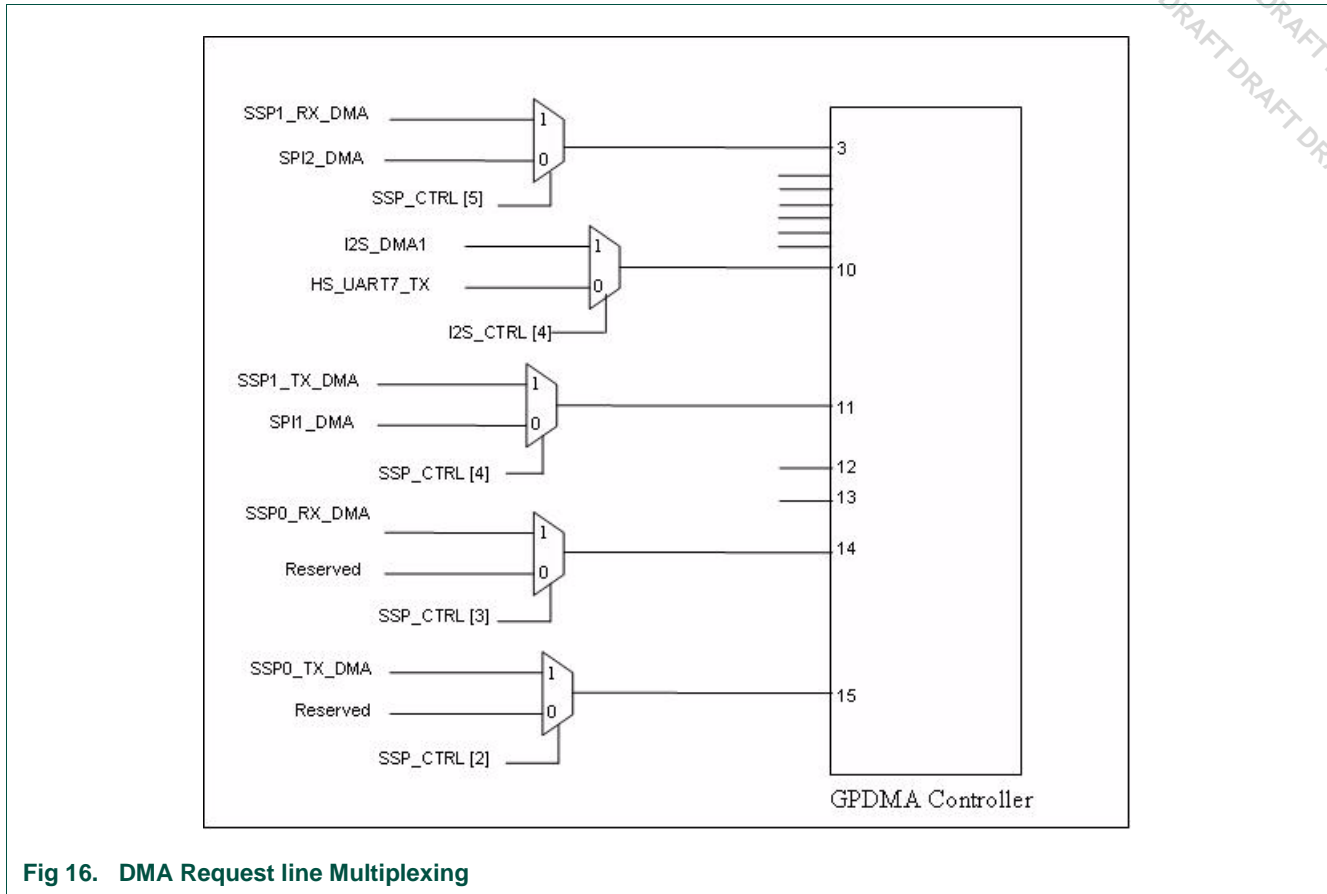 DRAFT
DRAFT DRAFT
SSP1_RX_DMA
1
SPI2_DMA
0
3
SSP_CTRL [5]
I2S_DMA1
1
HS_UART7_TX
0
10
I2S_CTRL [4]
SSP1_TX_DMA
1
SPI1_DMA
0
11
SSP_CTRL [4]
12
13
SSP0_RX_DMA
1
Reserved
0
14
SSP_CTRL [3]
SSP0_TX_DMA
1
Reserved
0
15
SSP_CTRL [2]
GPDMA Controller
Fig 16. DMA Request line Multiplexing